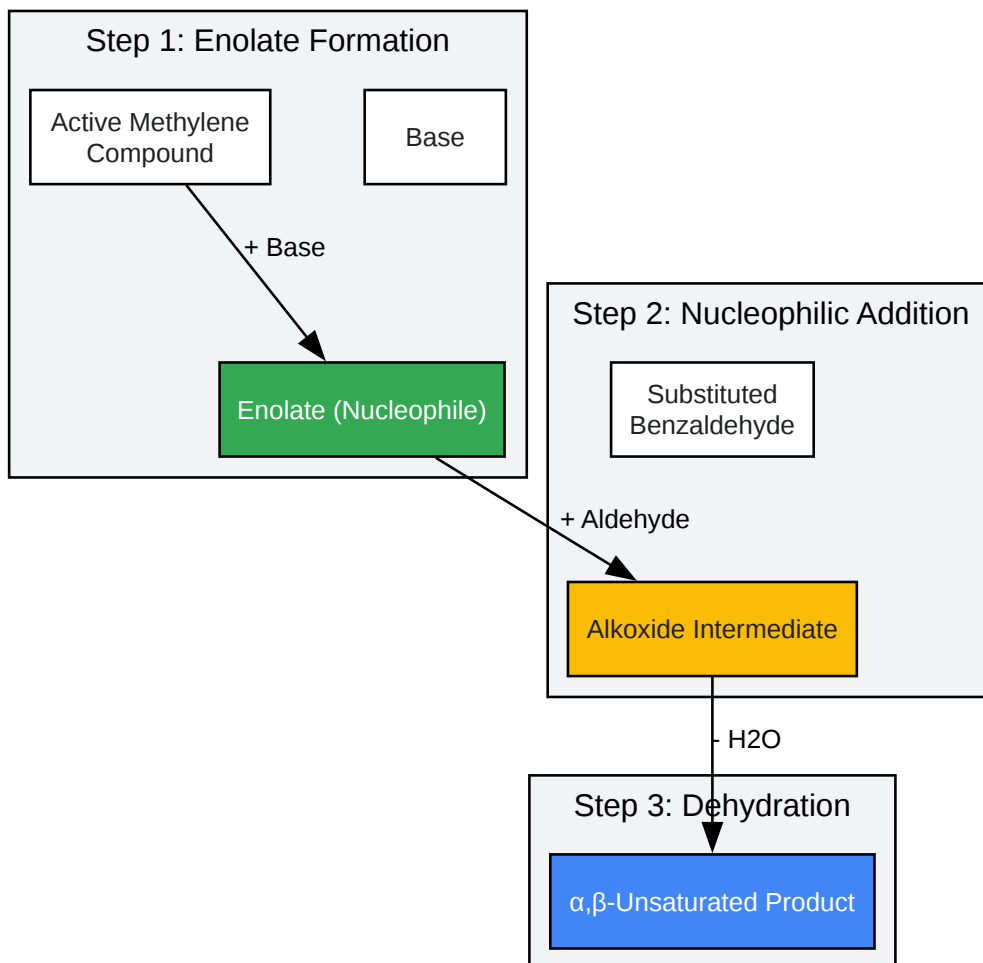 Step 1: Enolate Formation
Active Methylene
Compound
Base
+ Base
Enolate (Nucleophile)
Step 2: Nucleophilic Addition
Substituted
Benzaldehyde
+ Aldehyde
Alkoxide Intermediate
- H2O
Step 3: Dehydration
α,β-Unsaturated Product